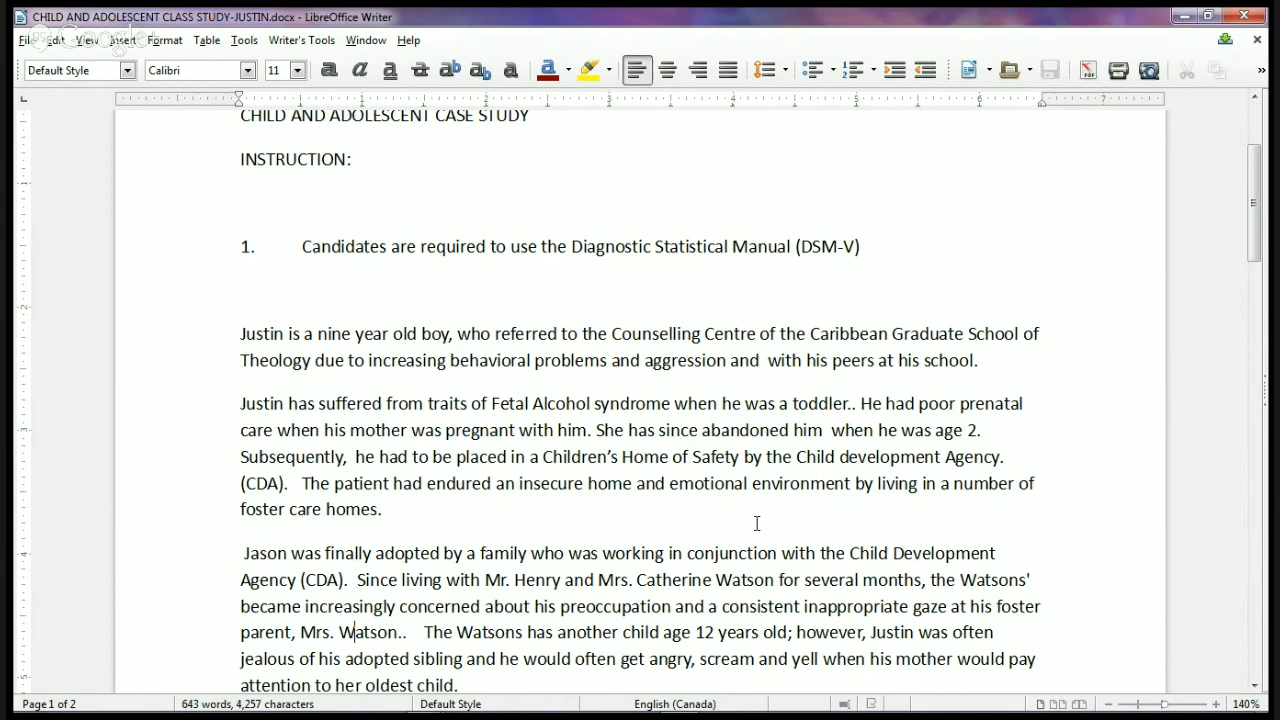 CHILD AND ADOLESCENT CLASS STUDY-JUSTIN.docx - LibreOffice Writer
File Edit View Insert Format Table Tools Writer's Tools Window Help
Google+
Default Style Calibri 11
1 2 3 4 5 6 7
CHILD AND ADOLESCENT CASE STUDY
INSTRUCTION:
1. Candidates are required to use the Diagnostic Statistical Manual (DSM-V)
Justin is a nine year old boy, who referred to the Counselling Centre of the Caribbean Graduate School of
Theology due to increasing behavioral problems and aggression and with his peers at his school.
Justin has suffered from traits of Fetal Alcohol syndrome when he was a toddler.. He had poor prenatal
care when his mother was pregnant with him. She has since abandoned him when he was age 2.
Subsequently, he had to be placed in a Children's Home of Safety by the Child development Agency.
(CDA). The patient had endured an insecure home and emotional environment by living in a number of
foster care homes.
Jason was finally adopted by a family who was working in conjunction with the Child Development
Agency (CDA). Since living with Mr. Henry and Mrs. Catherine Watson for several months, the Watsons'
became increasingly concerned about his preoccupation and a consistent inappropriate gaze at his foster
parent, Mrs. Watson.. The Watsons has another child age 12 years old; however, Justin was often
jealous of his adopted sibling and he would often get angry, scream and yell when his mother would pay
attention to her oldest child.
Page 1 of 2 643 words, 4,257 characters Default Style English (Canada) 140%